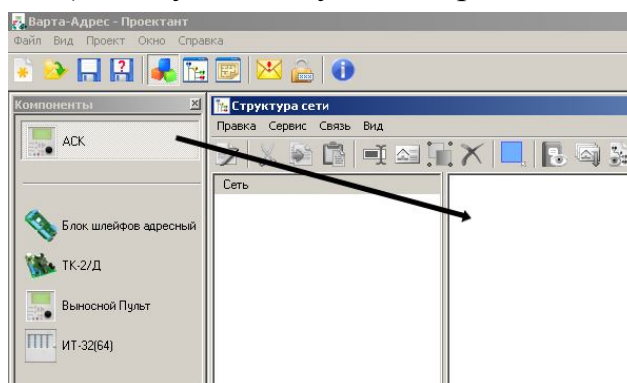 Варта-Адрес - Проектант
Файл Вид Проект Окно Справка
Компоненты
АСК
Блок шлейфов адресный
ТК-2/Д
Выносной Пульт
ИТ-32(64)
Структура сети
Правка Сервис Связь Вид
Сеть